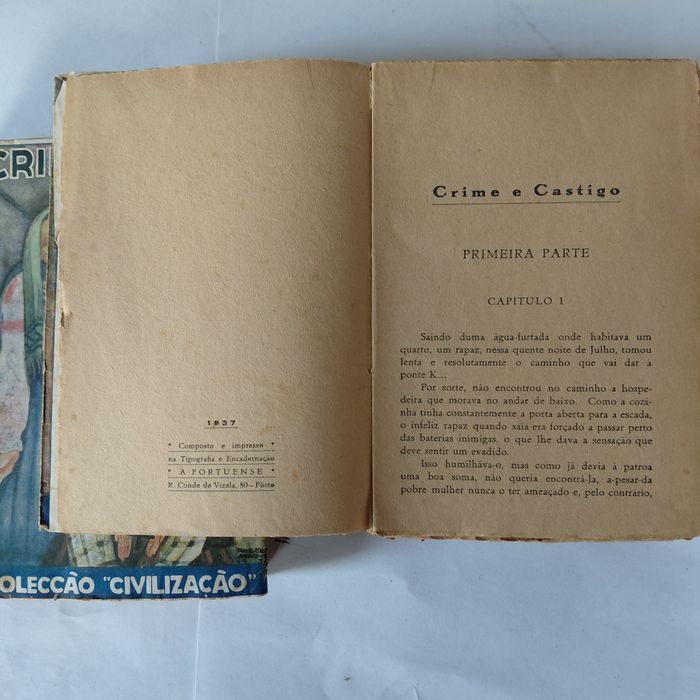 CRI
ROBERT
COLECÇÃO "CIVILIZAÇÃO"
1937
* Composto e impresso *
na Tipografia e Encadernação
* A PORTUENSE *
R. Conde de Vizela, 80—Pôrto
Crime e Castigo
PRIMEIRA PARTE
CAPÍTULO I
Saindo duma água-furtada onde habitava um
quarto, um rapaz, nessa quente noite de Julho, tomou
lenta e resolutamente o caminho que vai dar a
ponte K...
Por sorte, não encontrou no caminho a hospe-
deira que morava no andar de baixo. Como a cozi-
nha tinha constantemente a porta aberta para a escada,
o infeliz rapaz quando saía era forçado a passar perto
das baterias inimigas, o que lhe dava a sensação que
deve sentir um evadido.
Isso humilháva-o, mas como já devia à patroa
uma boa soma, não queria encontrá-la, a-pesar-da
pobre mulher nunca o ter ameaçado e, pelo contrário,